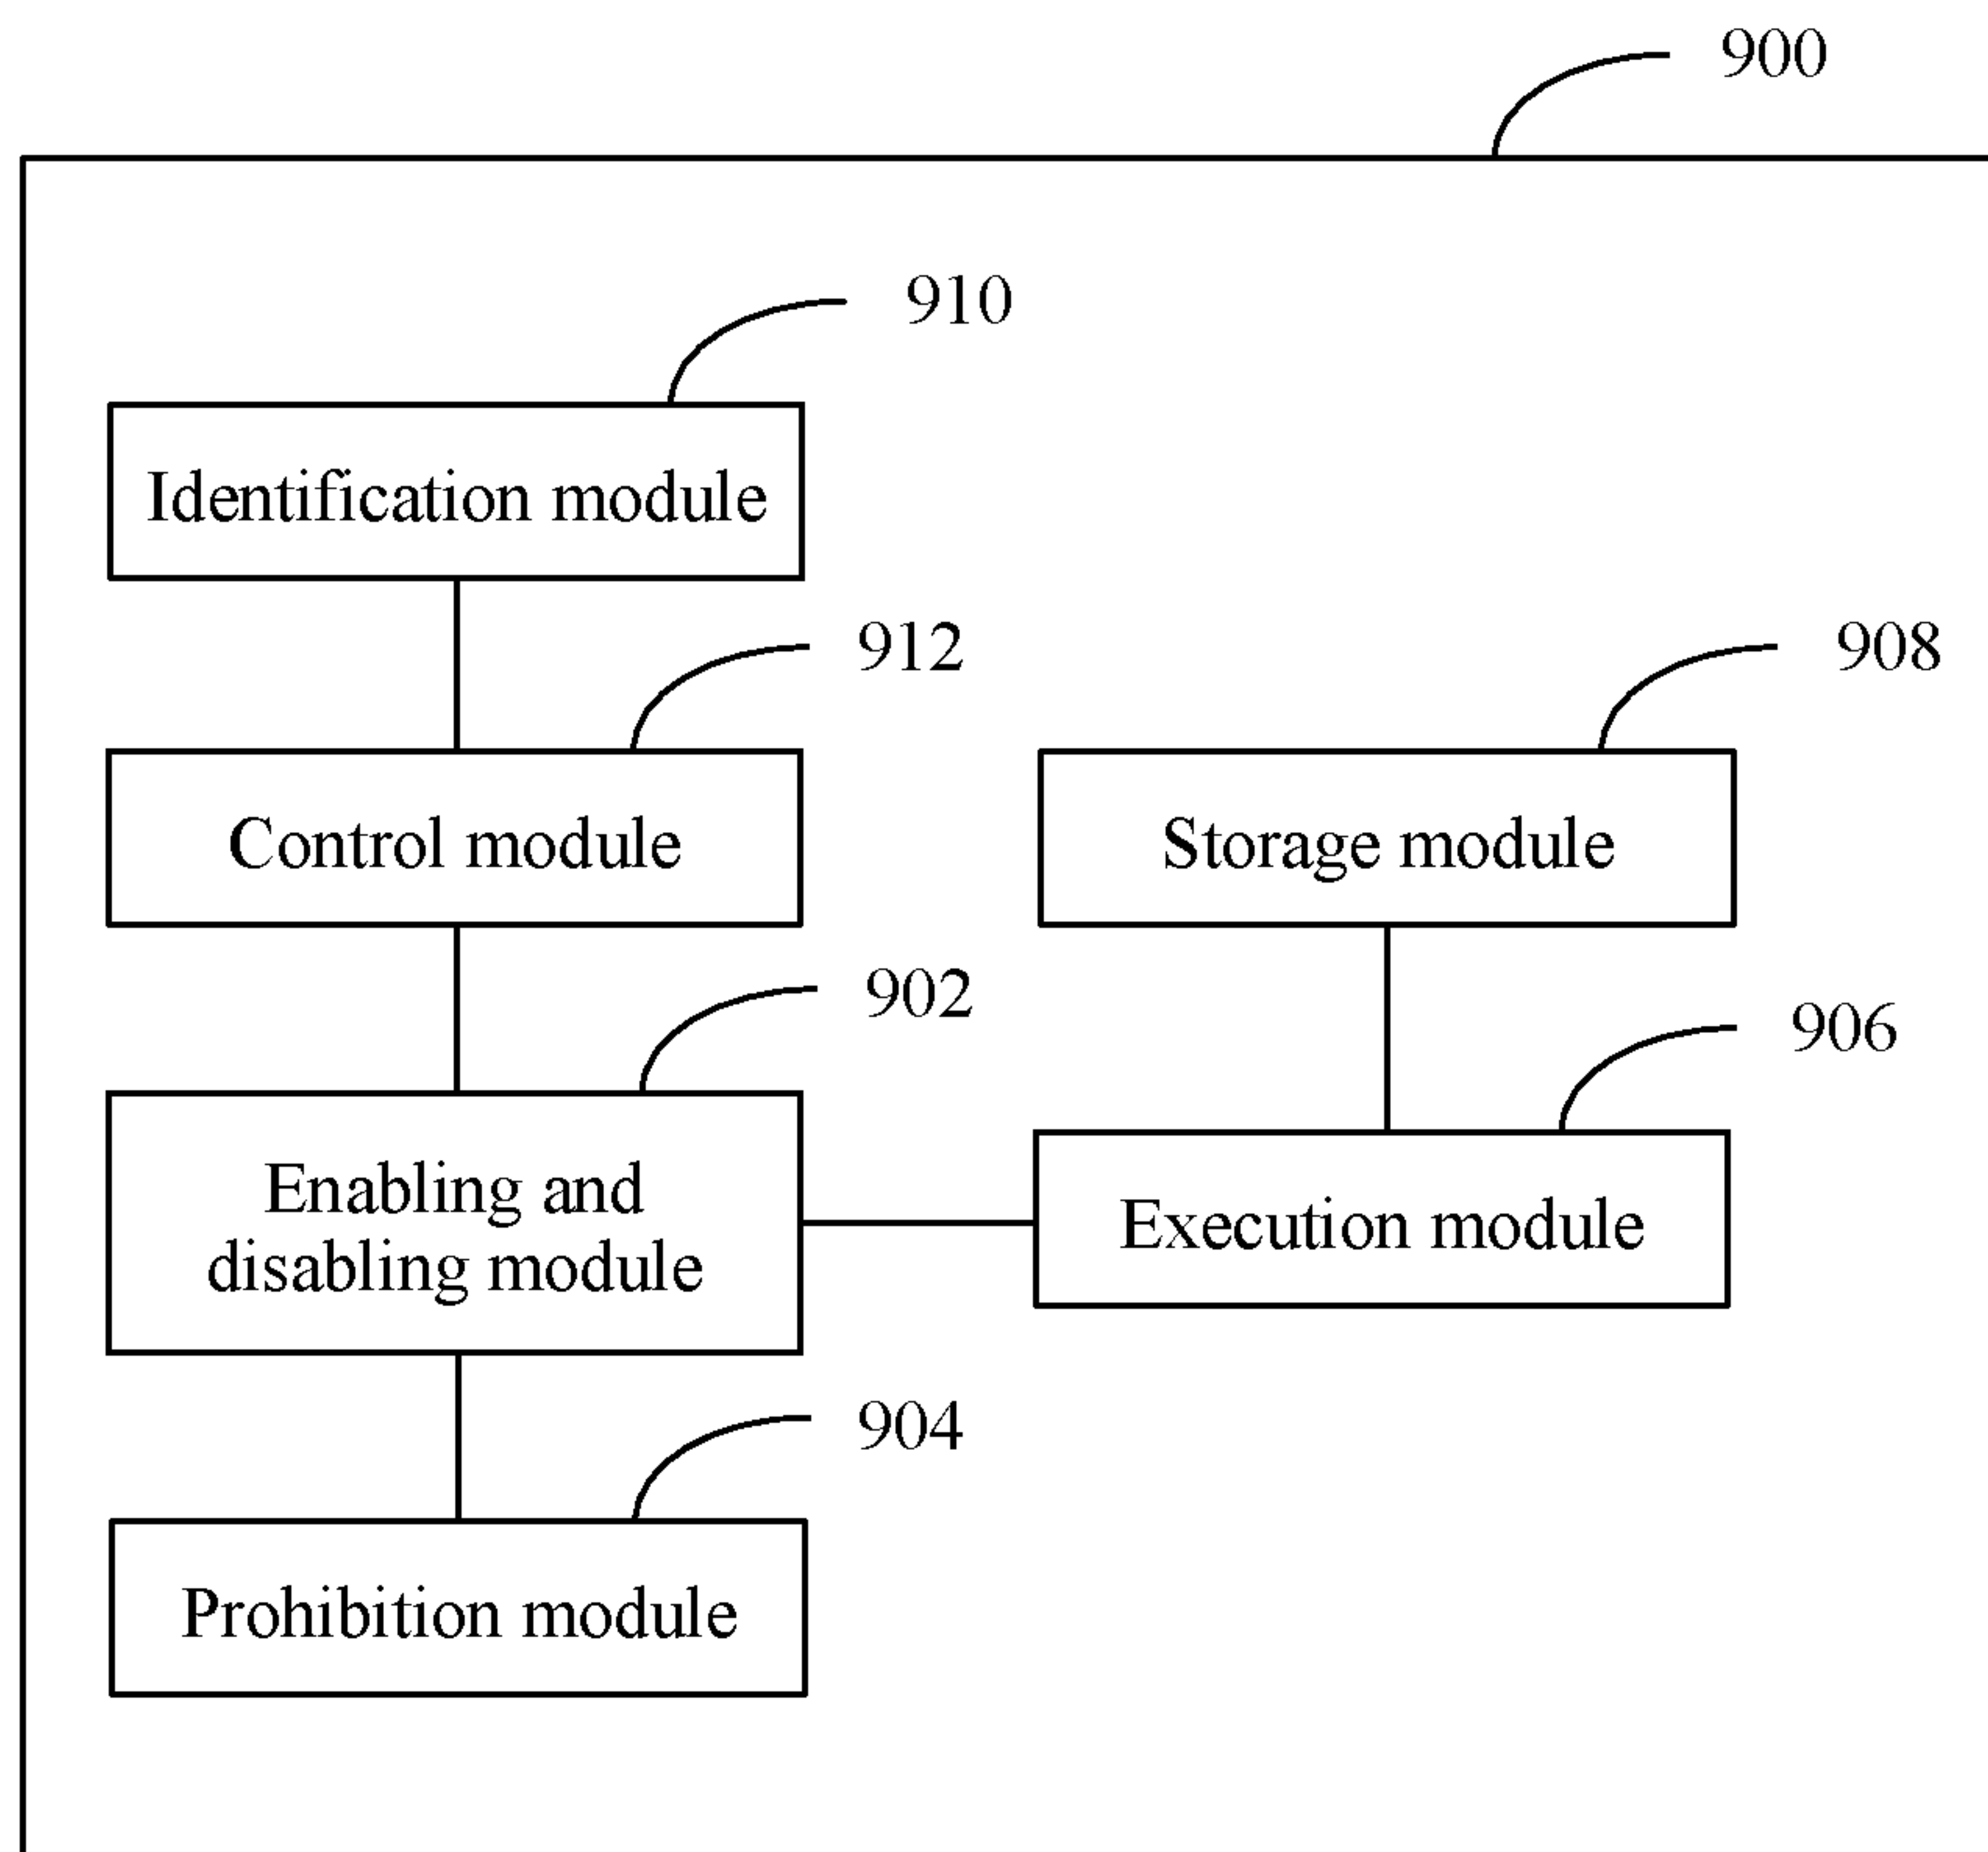 900
910
Identification module
912
908
Control module
Storage module
902
906
Enabling and
disabling module
Execution module
904
Prohibition module